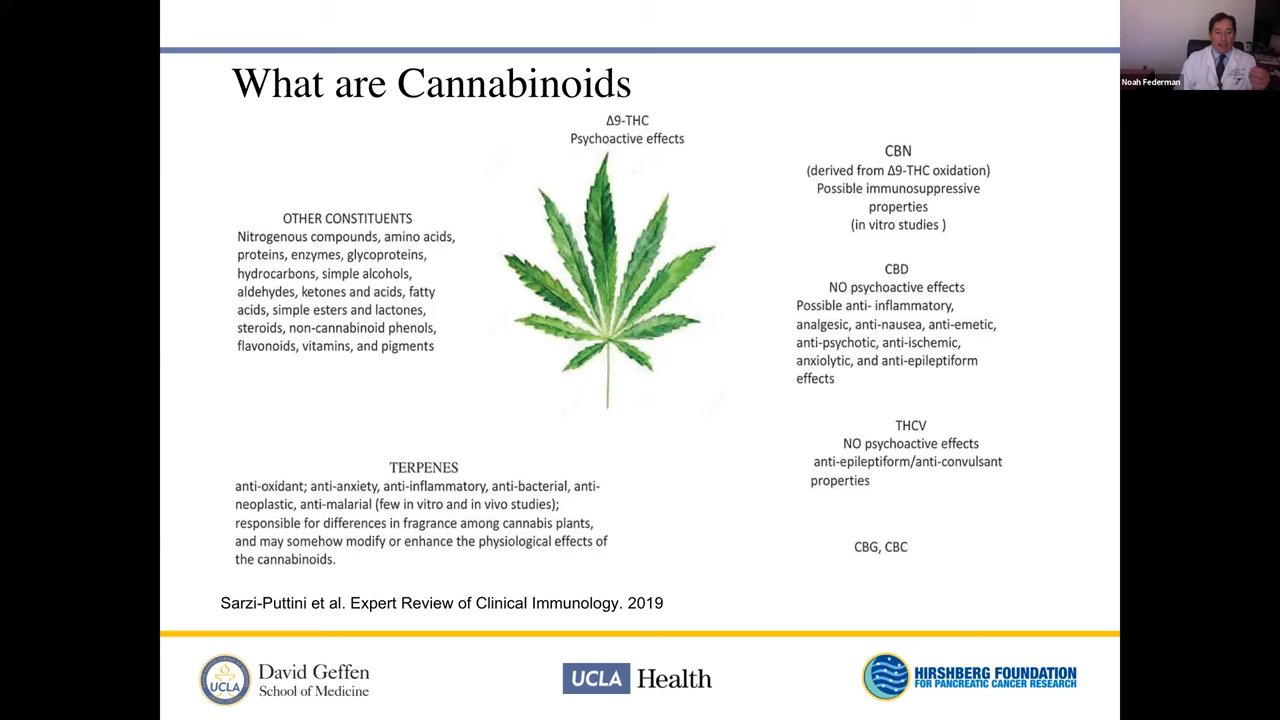 What are Cannabinoids
Noah Federman
Δ9-THC
Psychoactive effects
OTHER CONSTITUENTS
Nitrogenous compounds, amino acids,
proteins, enzymes, glycoproteins,
hydrocarbons, simple alcohols,
aldehydes, ketones and acids, fatty
acids, simple esters and lactones,
steroids, non-cannabinoid phenols,
flavonoids, vitamins, and pigments
CBN
(derived from Δ9-THC oxidation)
Possible immunosuppressive
properties
(in vitro studies )
CBD
NO psychoactive effects
Possible anti- inflammatory,
analgesic, anti-nausea, anti-emetic,
anti-psychotic, anti-ischemic,
anxiolytic, and anti-epileptiform
effects
THCV
NO psychoactive effects
anti-epileptiform/anti-convulsant
properties
CBG, CBC
TERPENES
anti-oxidant; anti-anxiety, anti-inflammatory, anti-bacterial, anti-
neoplastic, anti-malarial (few in vitro and in vivo studies);
responsible for differences in fragrance among cannabis plants,
and may somehow modify or enhance the physiological effects of
the cannabinoids.
Sarzi-Puttini et al. Expert Review of Clinical Immunology. 2019
UCLA
David Geffen
School of Medicine
UCLA Health
HIRSHBERG FOUNDATION
FOR PANCREATIC CANCER RESEARCH